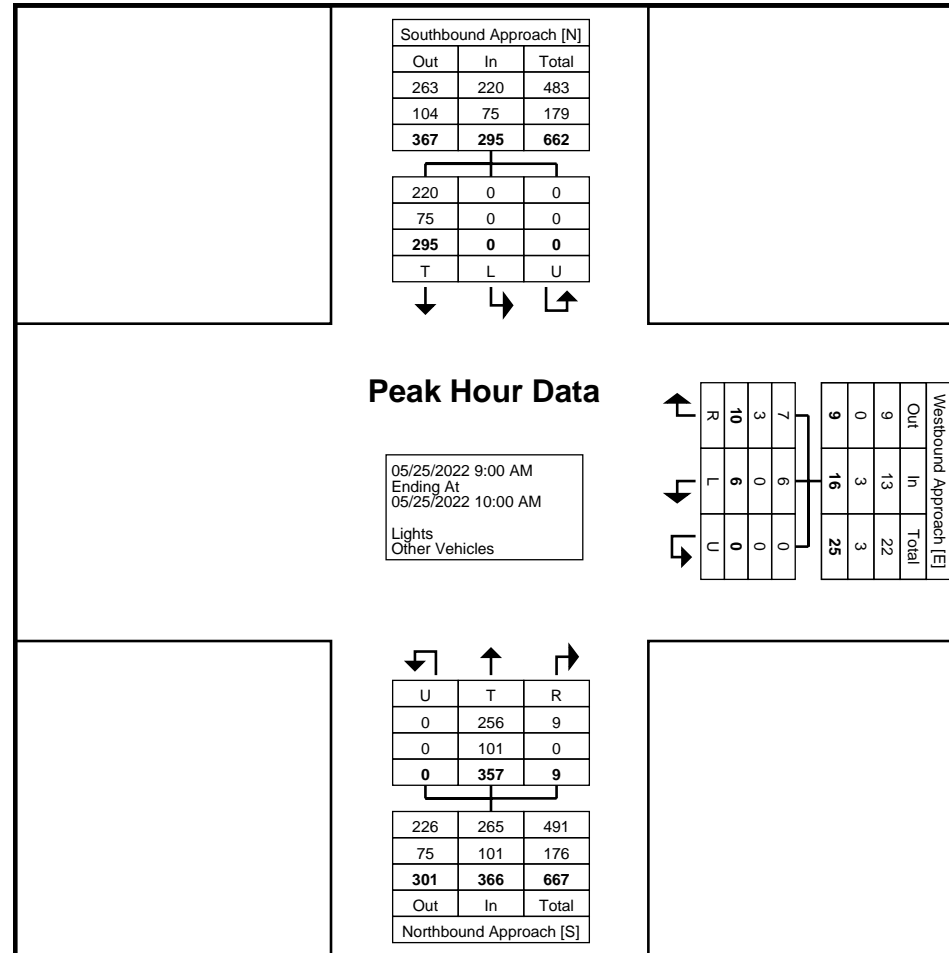 Southbound Approach [N]
Out In Total
263 220 483
104 75 179
367 295 662
220 0 0
75 0 0
295 0 0
T L U
Peak Hour Data
05/25/2022 9:00 AM
Ending At
05/25/2022 10:00 AM
Lights
Other Vehicles
Westbound Approach [E]
Out In Total
9 13 22
0 3 3
9 16 25
7 6 0
3 0 0
10 6 0
R L U
U T R
0 256 9
0 101 0
0 357 9
226 265 491
75 101 176
301 366 667
Out In Total
Northbound Approach [S]